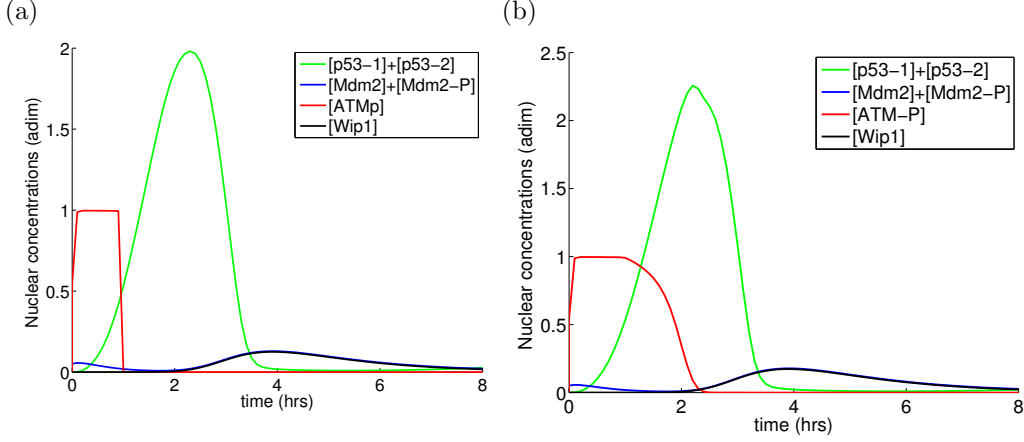 (a)
Nuclear concentrations (adim)
2
1.5
1
0.5
0
0
2
4
6
8
time (hrs)
[p53-1]+[p53-2]
[Mdm2]+[Mdm2-P]
[ATMp]
[Wip1]
(b)
Nuclear concentrations (adim)
2.5
2
1.5
1
0.5
0
0
2
4
6
8
time (hrs)
[p53-1]+[p53-2]
[Mdm2]+[Mdm2-P]
[ATM-P]
[Wip1]